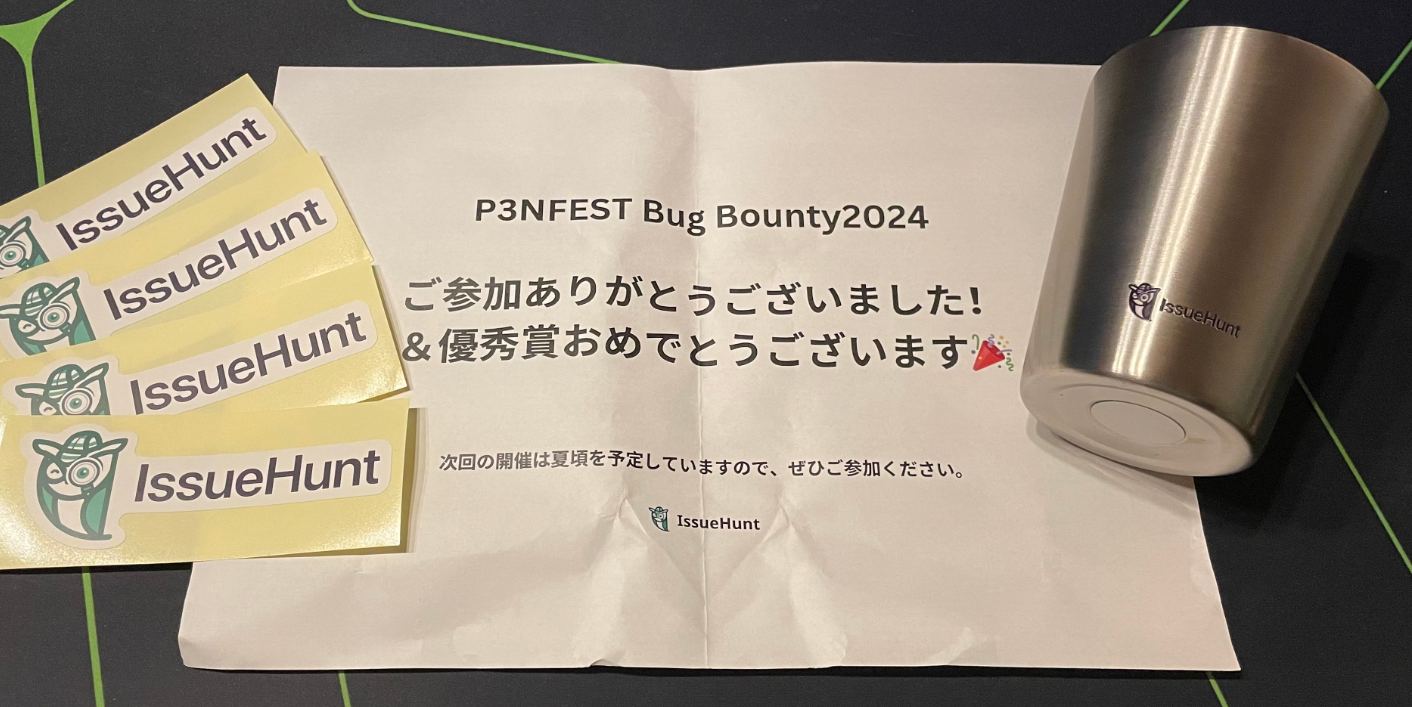 IssueHunt
IssueHunt
IssueHunt
IssueHunt
P3NFEST Bug Bounty2024
ご参加ありがとうございました!
&優秀賞おめでとうございます🎉
次回の開催は夏頃を予定していますので、ぜひご参加ください。
IssueHunt
IssueHunt